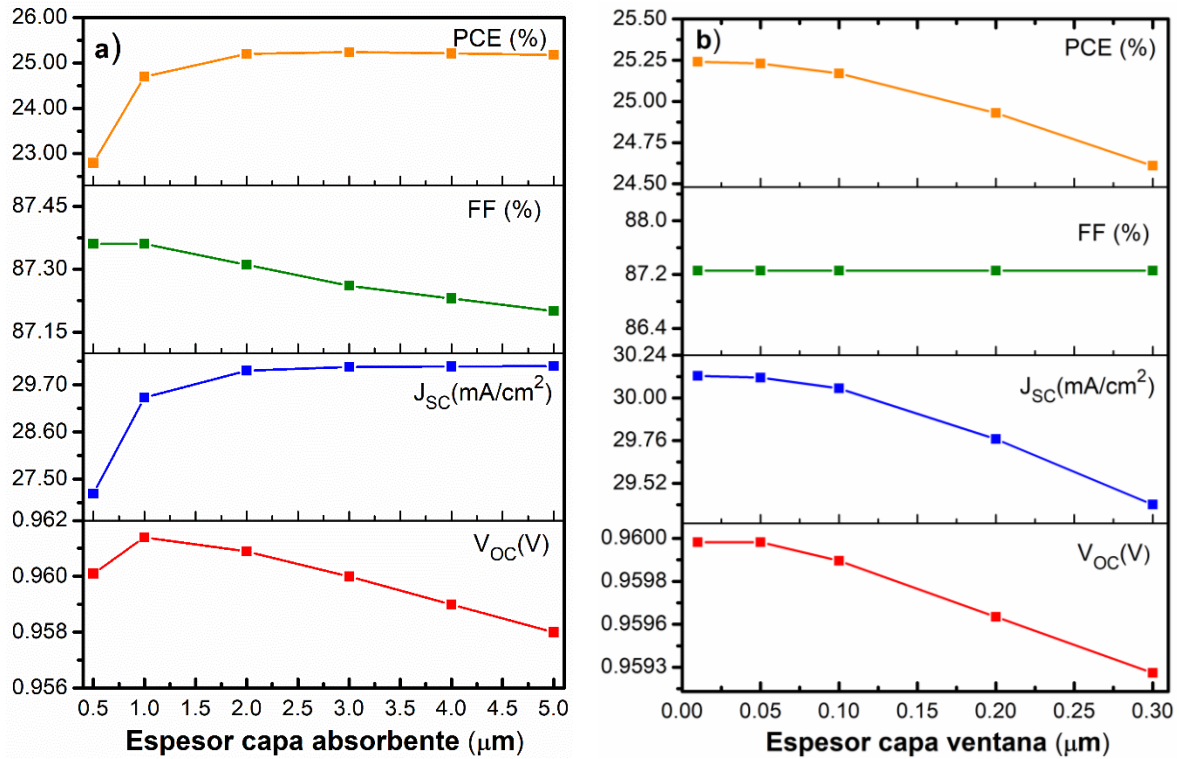 a)
PCE (%)
26.00
25.00
24.00
23.00
FF (%)
87.45
87.30
87.15
J_SC(mA/cm²)
29.70
28.60
27.50
V_OC(V)
0.962
0.960
0.958
0.956
0.5 1.0 1.5 2.0 2.5 3.0 3.5 4.0 4.5 5.0
Espesor capa absorbente (μm)
b)
PCE (%)
25.50
25.25
25.00
24.75
24.50
FF (%)
88.0
87.2
86.4
J_SC(mA/cm²)
30.24
30.00
29.76
29.52
V_OC(V)
0.9600
0.9598
0.9596
0.9593
0.00 0.05 0.10 0.15 0.20 0.25 0.30
Espesor capa ventana (μm)